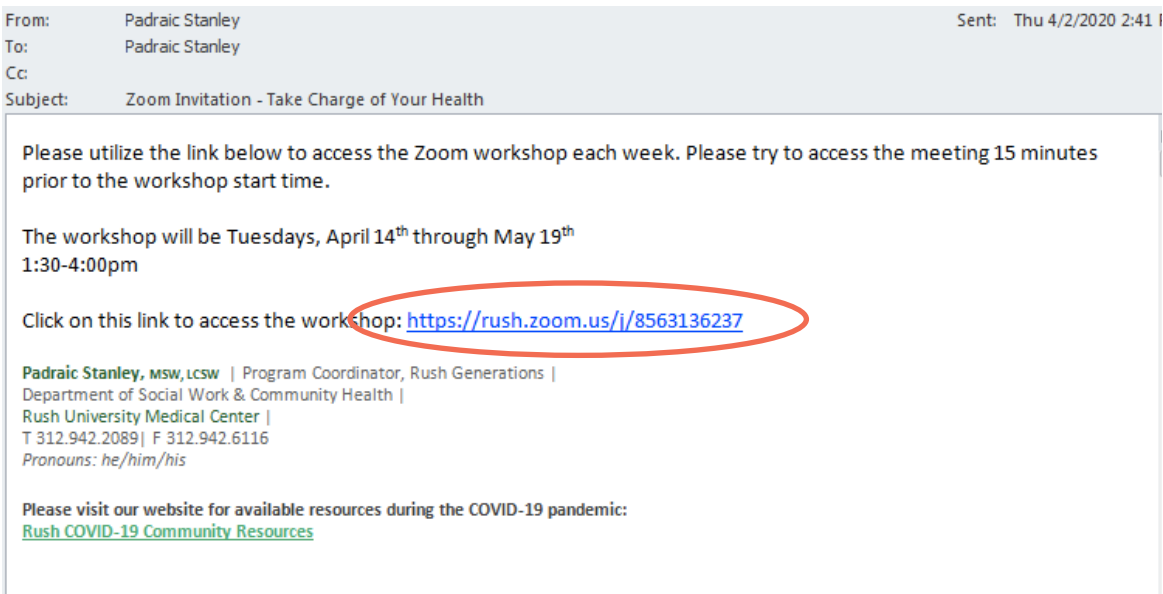 From: Padraic Stanley Sent: Thu 4/2/2020 2:41
To: Padraic Stanley
Cc:
Subject: Zoom Invitation - Take Charge of Your Health
Please utilize the link below to access the Zoom workshop each week. Please try to access the meeting 15 minutes
prior to the workshop start time.
The workshop will be Tuesdays, April 14th through May 19th
1:30-4:00pm
Click on this link to access the workshop: https://rush.zoom.us/j/8563136237
Padraic Stanley, MSW, LCSW | Program Coordinator, Rush Generations |
Department of Social Work & Community Health |
Rush University Medical Center |
T 312.942.2089| F 312.942.6116
Pronouns: he/him/his
Please visit our website for available resources during the COVID-19 pandemic:
Rush COVID-19 Community Resources